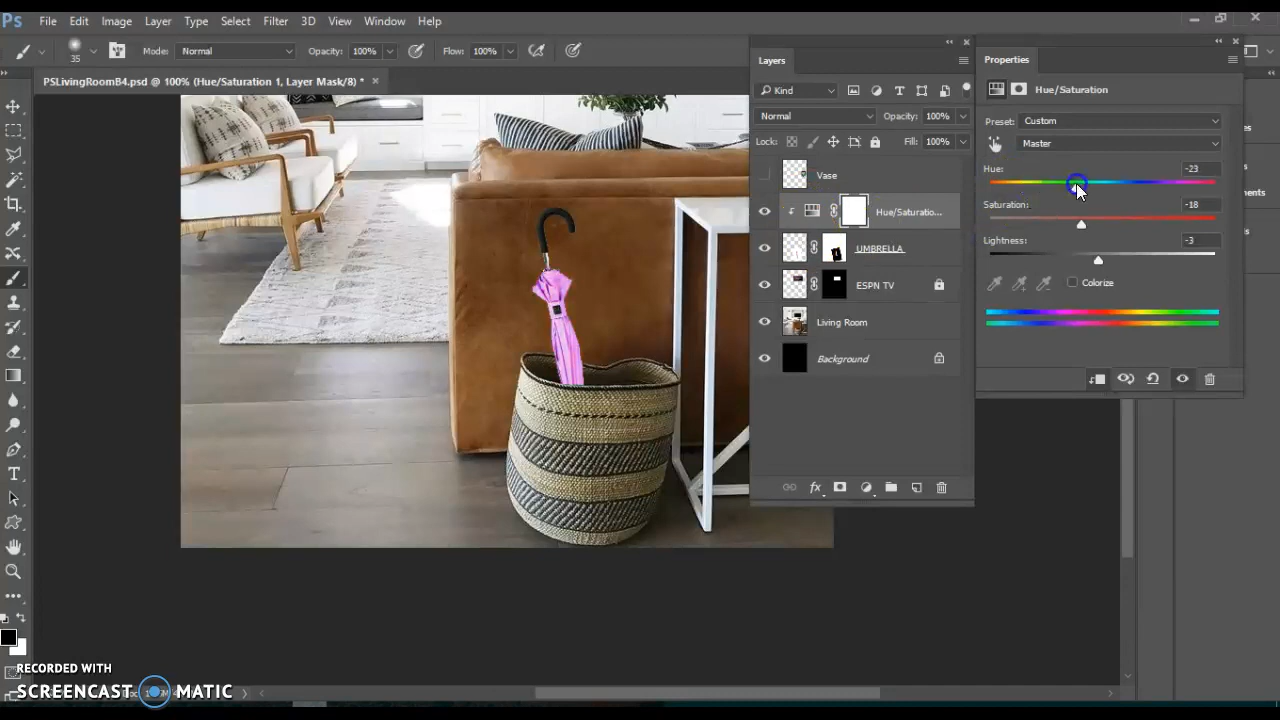 Ps File Edit Image Layer Type Select Filter 3D View Window Help
35 Mode: Normal Opacity: 100% Flow: 100%
PSLivingRoomB4.psd @ 100% (Hue/Saturation 1, Layer Mask/8) * ×
Layers
Kind
Normal Opacity: 100%
Lock: Fill: 100%
Vase
Hue/Saturatio...
UMBRELLA
ESPN TV
Living Room
Background
fx
Properties
Hue/Saturation
Preset: Custom
Master
Hue: -23
Saturation: -18
Lightness: -3
Colorize
RECORDED WITH
SCREENCAST MATIC